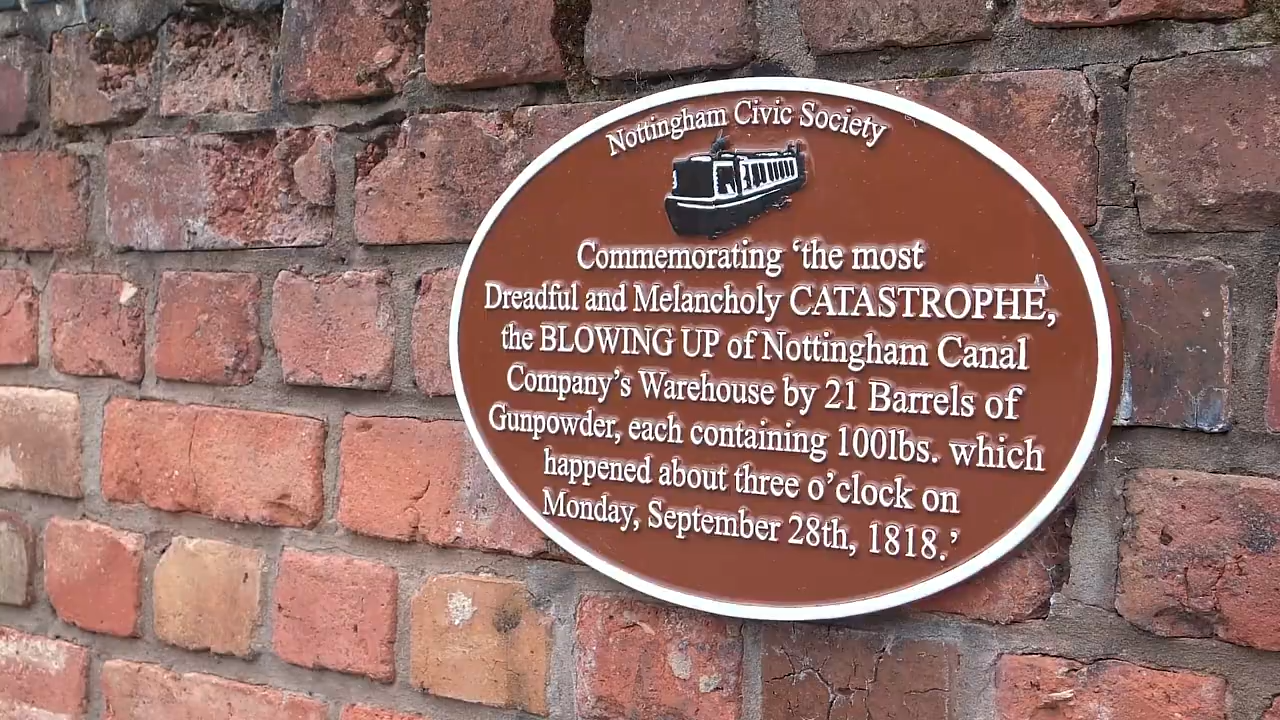 Nottingham Civic Society
Commemorating ‘the most
Dreadful and Melancholy CATASTROPHE,
the BLOWING UP of Nottingham Canal
Company’s Warehouse by 21 Barrels of
Gunpowder, each containing 100lbs. which
happened about three o’clock on
Monday, September 28th, 1818.’